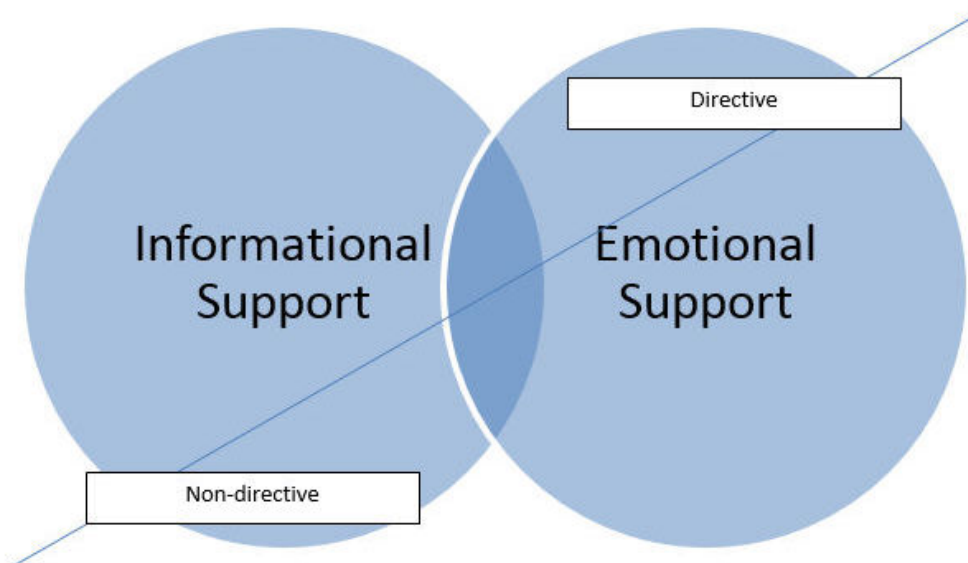 Directive
Informational
Support
Emotional
Support
Non-directive